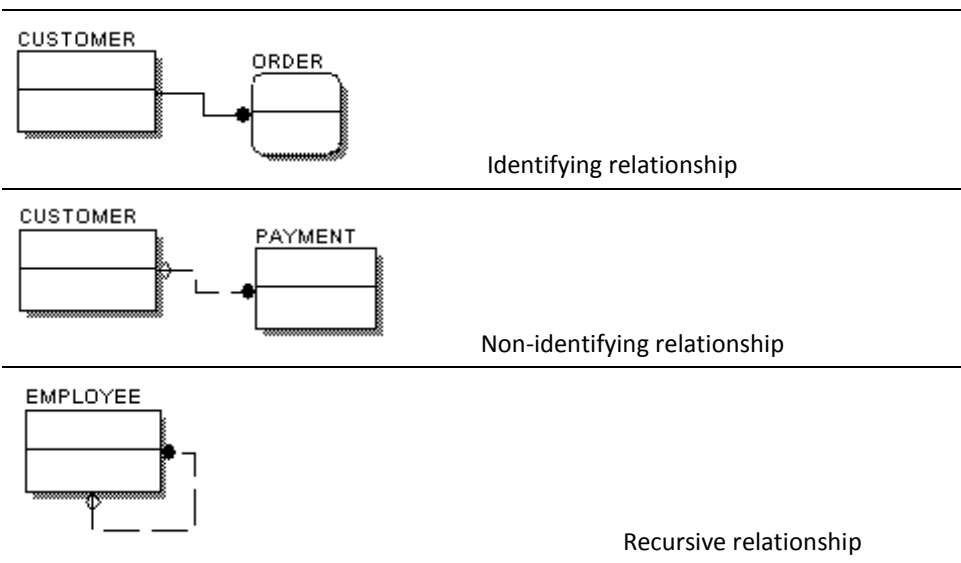 CUSTOMER
ORDER
Identifying relationship
CUSTOMER
PAYMENT
Non-identifying relationship
EMPLOYEE
Recursive relationship